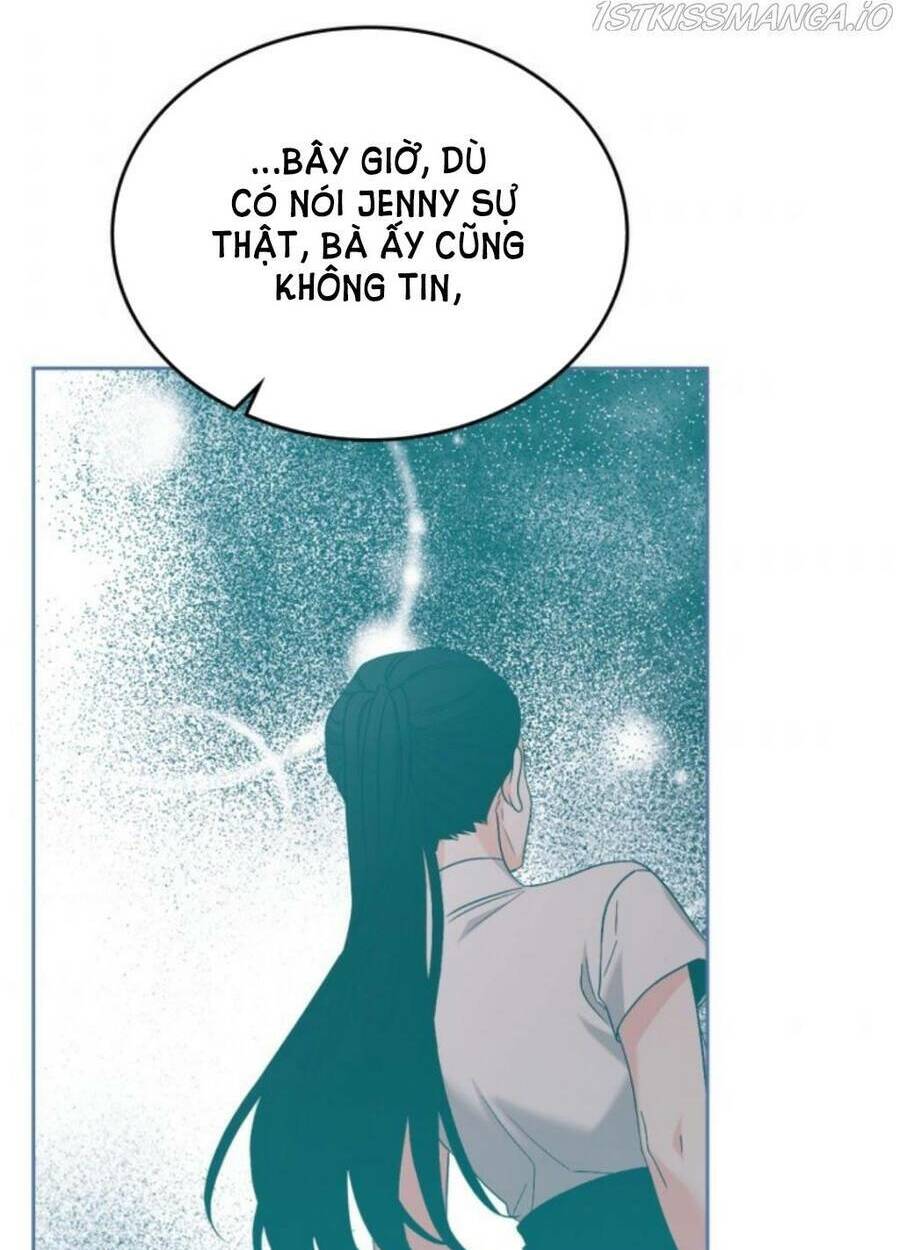 1STKISSMANGA.IO
...BÂY GIỜ, DÙ
CÓ NÓI JENNY SỰ
THẬT, BÀ ẤY CŨNG
KHÔNG TIN,